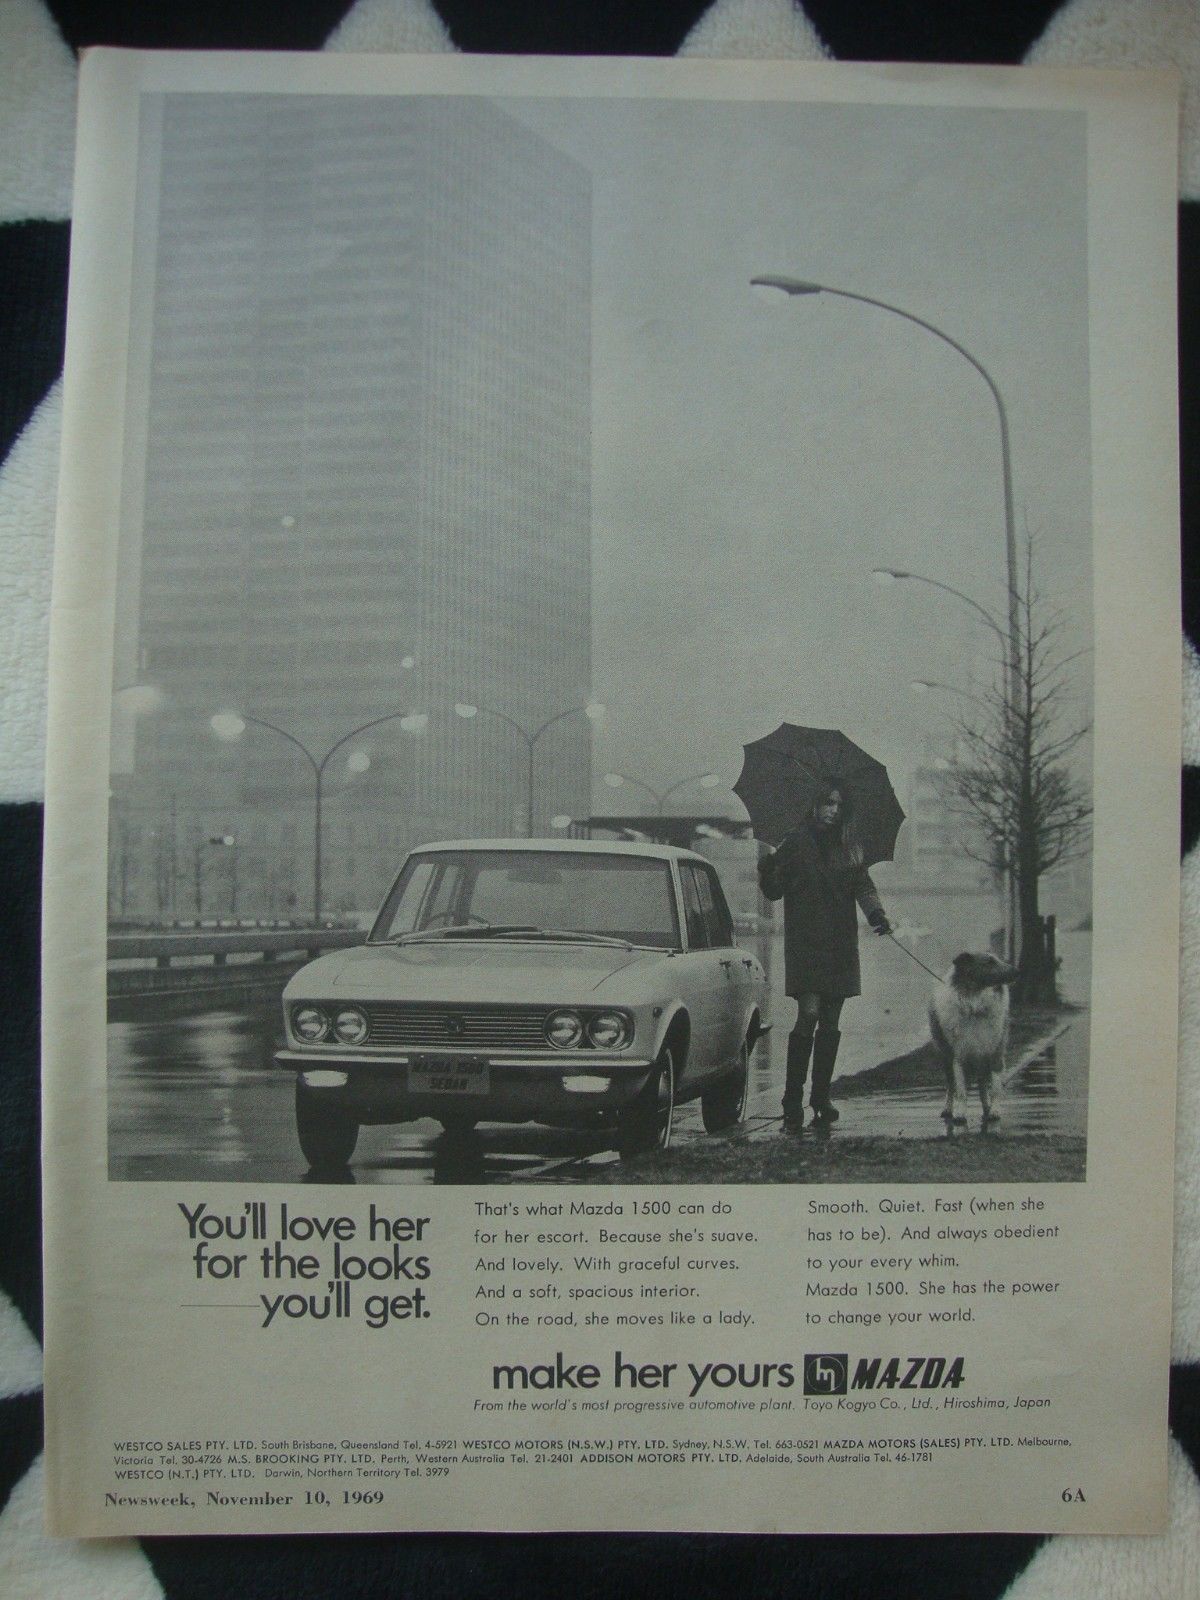 MAZDA 1500
SEDAN
You'll love her
for the looks
you'll get.
That's what Mazda 1500 can do
for her escort. Because she's suave.
And lovely. With graceful curves.
And a soft, spacious interior.
On the road, she moves like a lady.
Smooth. Quiet. Fast (when she
has to be). And always obedient
to your every whim.
Mazda 1500. She has the power
to change your world.
make her yours m MAZDA
From the world's most progressive automotive plant. Toyo Kogyo Co., Ltd., Hiroshima, Japan
WESTCO SALES PTY. LTD. South Brisbane, Queensland Tel. 4-5921 WESTCO MOTORS (N.S.W.) PTY. LTD. Sydney, N.S.W. Tel. 663-0521 MAZDA MOTORS (SALES) PTY. LTD. Melbourne,
Victoria Tel. 30-4726 M.S. BROOKING PTY. LTD. Perth, Western Australia Tel. 21-2401 ADDISON MOTORS PTY. LTD. Adelaide, South Australia Tel. 46-1781
WESTCO (N.T.) PTY. LTD. Darwin, Northern Territory Tel. 3979
Newsweek, November 10, 1969 6A